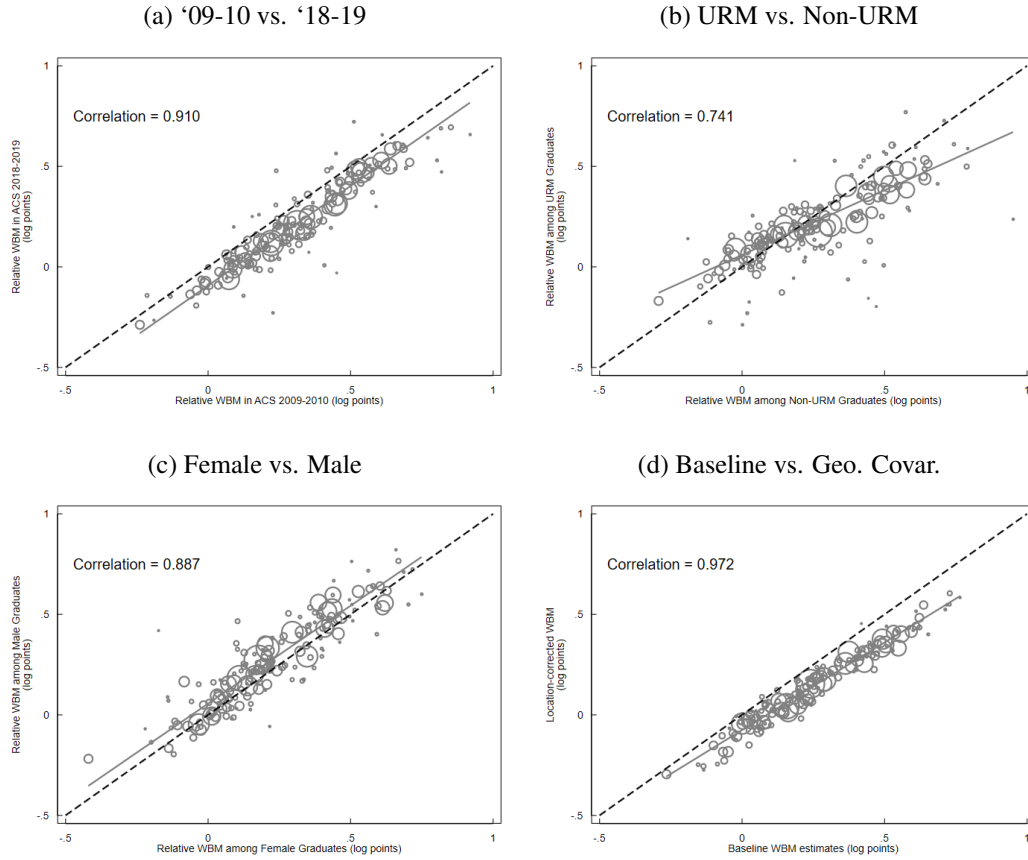 (a) ‘09-10 vs. ‘18-19
Correlation = 0.910
Relative WBM in ACS 2018-2019
(log points)
1
.5
0
-.5
-.5
0
.5
1
Relative WBM in ACS 2009-2010 (log points)
(b) URM vs. Non-URM
Correlation = 0.741
Relative WBM among URM Graduates
(log points)
1
.5
0
-.5
-.5
0
.5
1
Relative WBM among Non-URM Graduates (log points)
(c) Female vs. Male
Correlation = 0.887
Relative WBM among Male Graduates
(log points)
1
.5
0
-.5
-.5
0
.5
1
Relative WBM among Female Graduates (log points)
(d) Baseline vs. Geo. Covar.
Correlation = 0.972
Location-corrected WBM
(log points)
1
.5
0
-.5
-.5
0
.5
1
Baseline WBM estimates (log points)